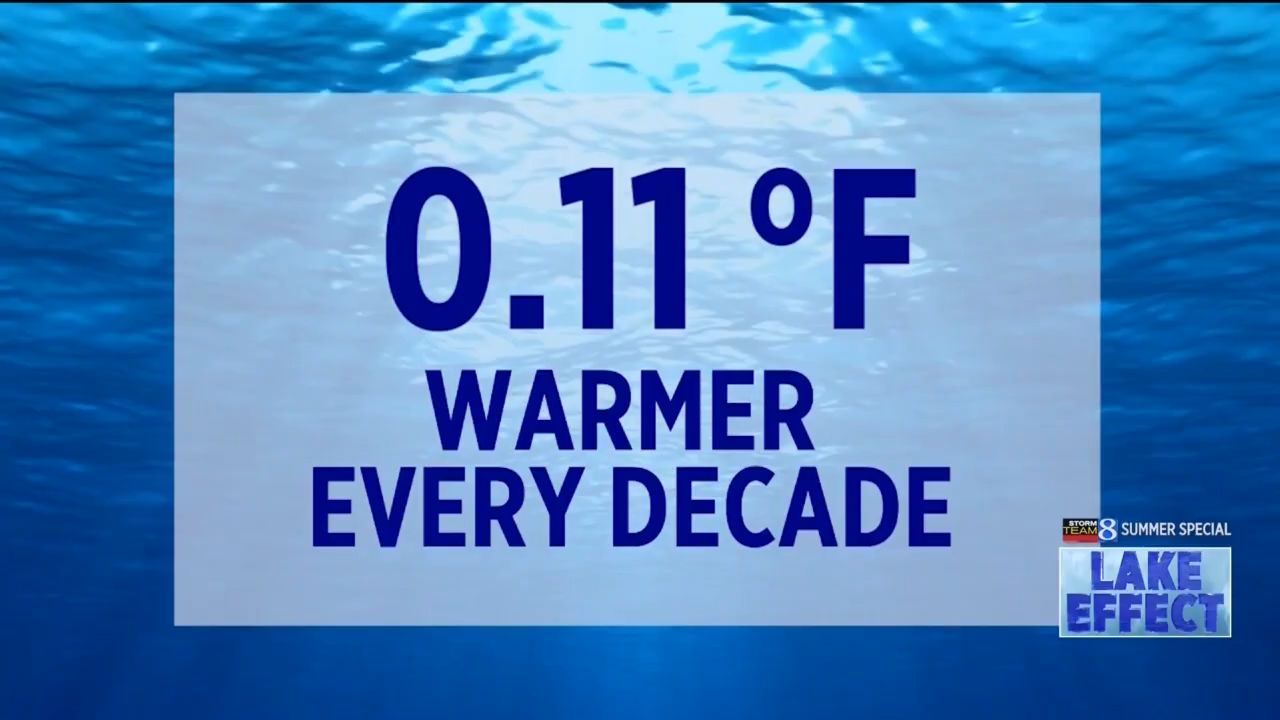 0.11 °F
WARMER
EVERY DECADE
STORM
TEAM 8 SUMMER SPECIAL
LAKE
EFFECT